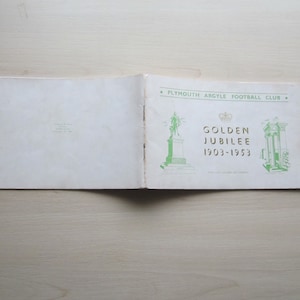 ★ PLYMOUTH ARGYLE FOOTBALL CLUB ★
GOLDEN
JUBILEE
1903-1953